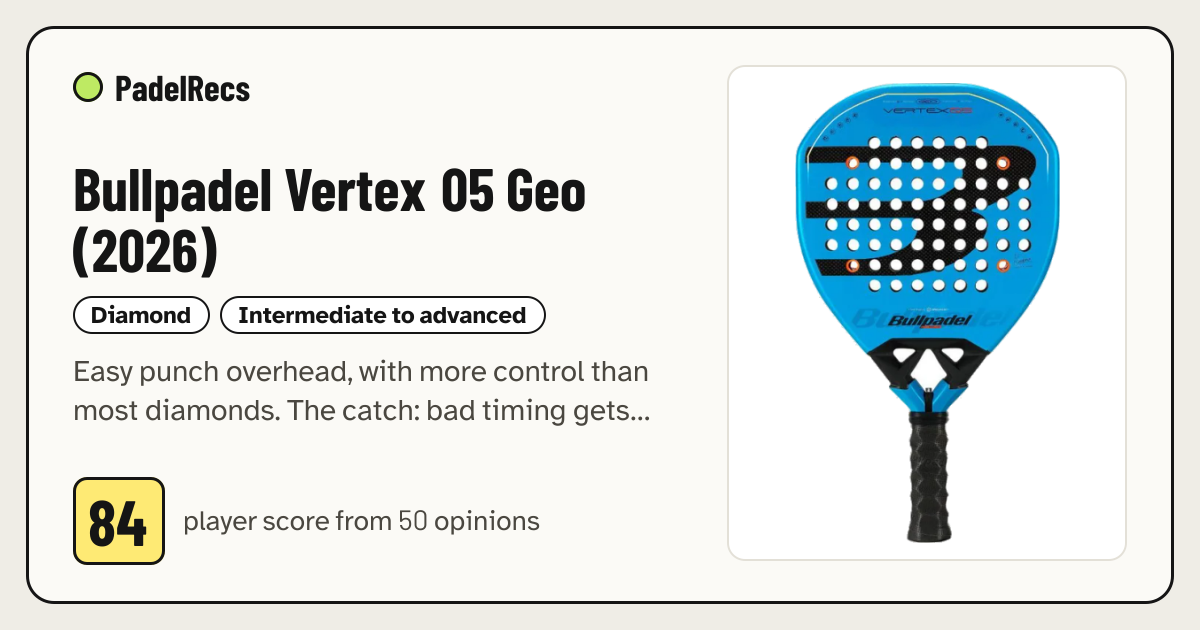 PadelRecs
Bullpadel Vertex 05 Geo
(2026)
Diamond
Intermediate to advanced
Easy punch overhead, with more control than
most diamonds. The catch: bad timing gets...
84
player score from 50 opinions
VERTEX
Bullpadel